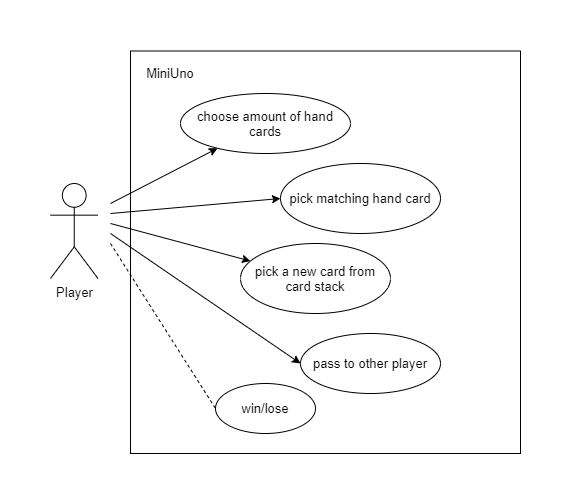 MiniUno
choose amount of hand
cards
pick matching hand card
pick a new card from
card stack
Player
pass to other player
win/lose